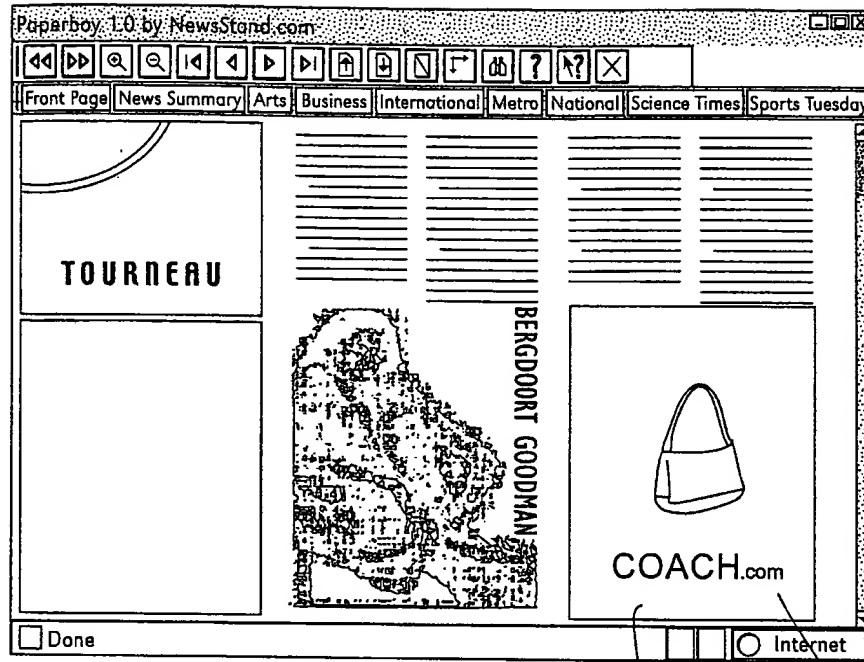 Paperboy 1.0 by NewsStand.com
Front Page News Summary Arts Business International Metro National Science Times Sports Tuesday
TOURNEAU
BERGDOORT GOODMAN
COACH.com
Done
Internet